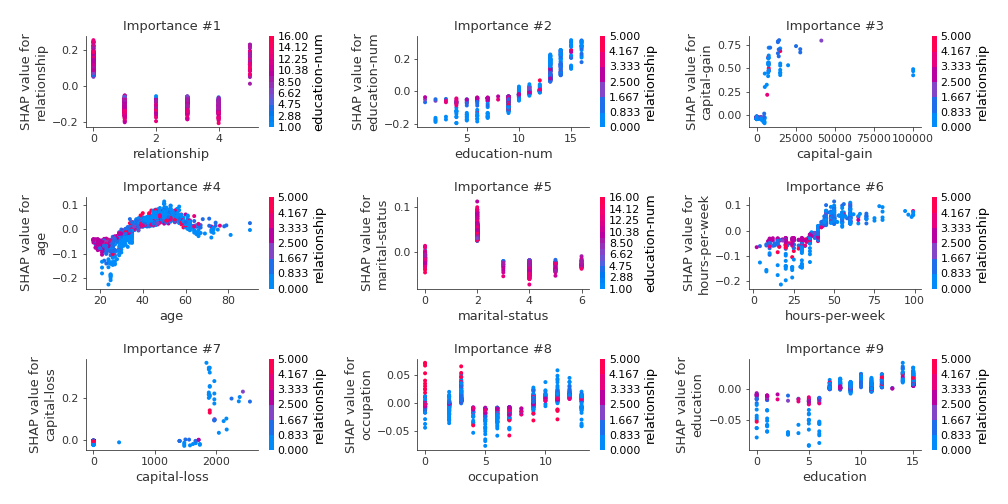 Importance #1
SHAP value for
relationship
0.2
0.0
−0.2
0
2
4
relationship
16.00
14.12
12.25
10.38
8.50
6.62
4.75
2.88
1.00
education-num
Importance #2
SHAP value for
education-num
0.2
0.0
−0.2
5
10
15
education-num
5.000
4.167
3.333
2.500
1.667
0.833
0.000
relationship
Importance #3
SHAP value for
capital-gain
0.75
0.50
0.25
0.00
0
25000
50000
75000
100000
capital-gain
5.000
4.167
3.333
2.500
1.667
0.833
0.000
relationship
Importance #4
SHAP value for
age
0.1
0.0
−0.1
−0.2
20
40
60
80
age
5.000
4.167
3.333
2.500
1.667
0.833
0.000
relationship
Importance #5
SHAP value for
marital-status
0.1
0.0
0
2
4
6
marital-status
16.00
14.12
12.25
10.38
8.50
6.62
4.75
2.88
1.00
education-num
Importance #6
SHAP value for
hours-per-week
0.1
0.0
−0.1
−0.2
0
25
50
75
100
hours-per-week
5.000
4.167
3.333
2.500
1.667
0.833
0.000
relationship
Importance #7
SHAP value for
capital-loss
0.2
0.0
0
1000
2000
capital-loss
5.000
4.167
3.333
2.500
1.667
0.833
0.000
relationship
Importance #8
SHAP value for
occupation
0.05
0.00
−0.05
0
5
10
occupation
5.000
4.167
3.333
2.500
1.667
0.833
0.000
relationship
Importance #9
SHAP value for
education
0.00
−0.05
0
5
10
15
education
5.000
4.167
3.333
2.500
1.667
0.833
0.000
relationship